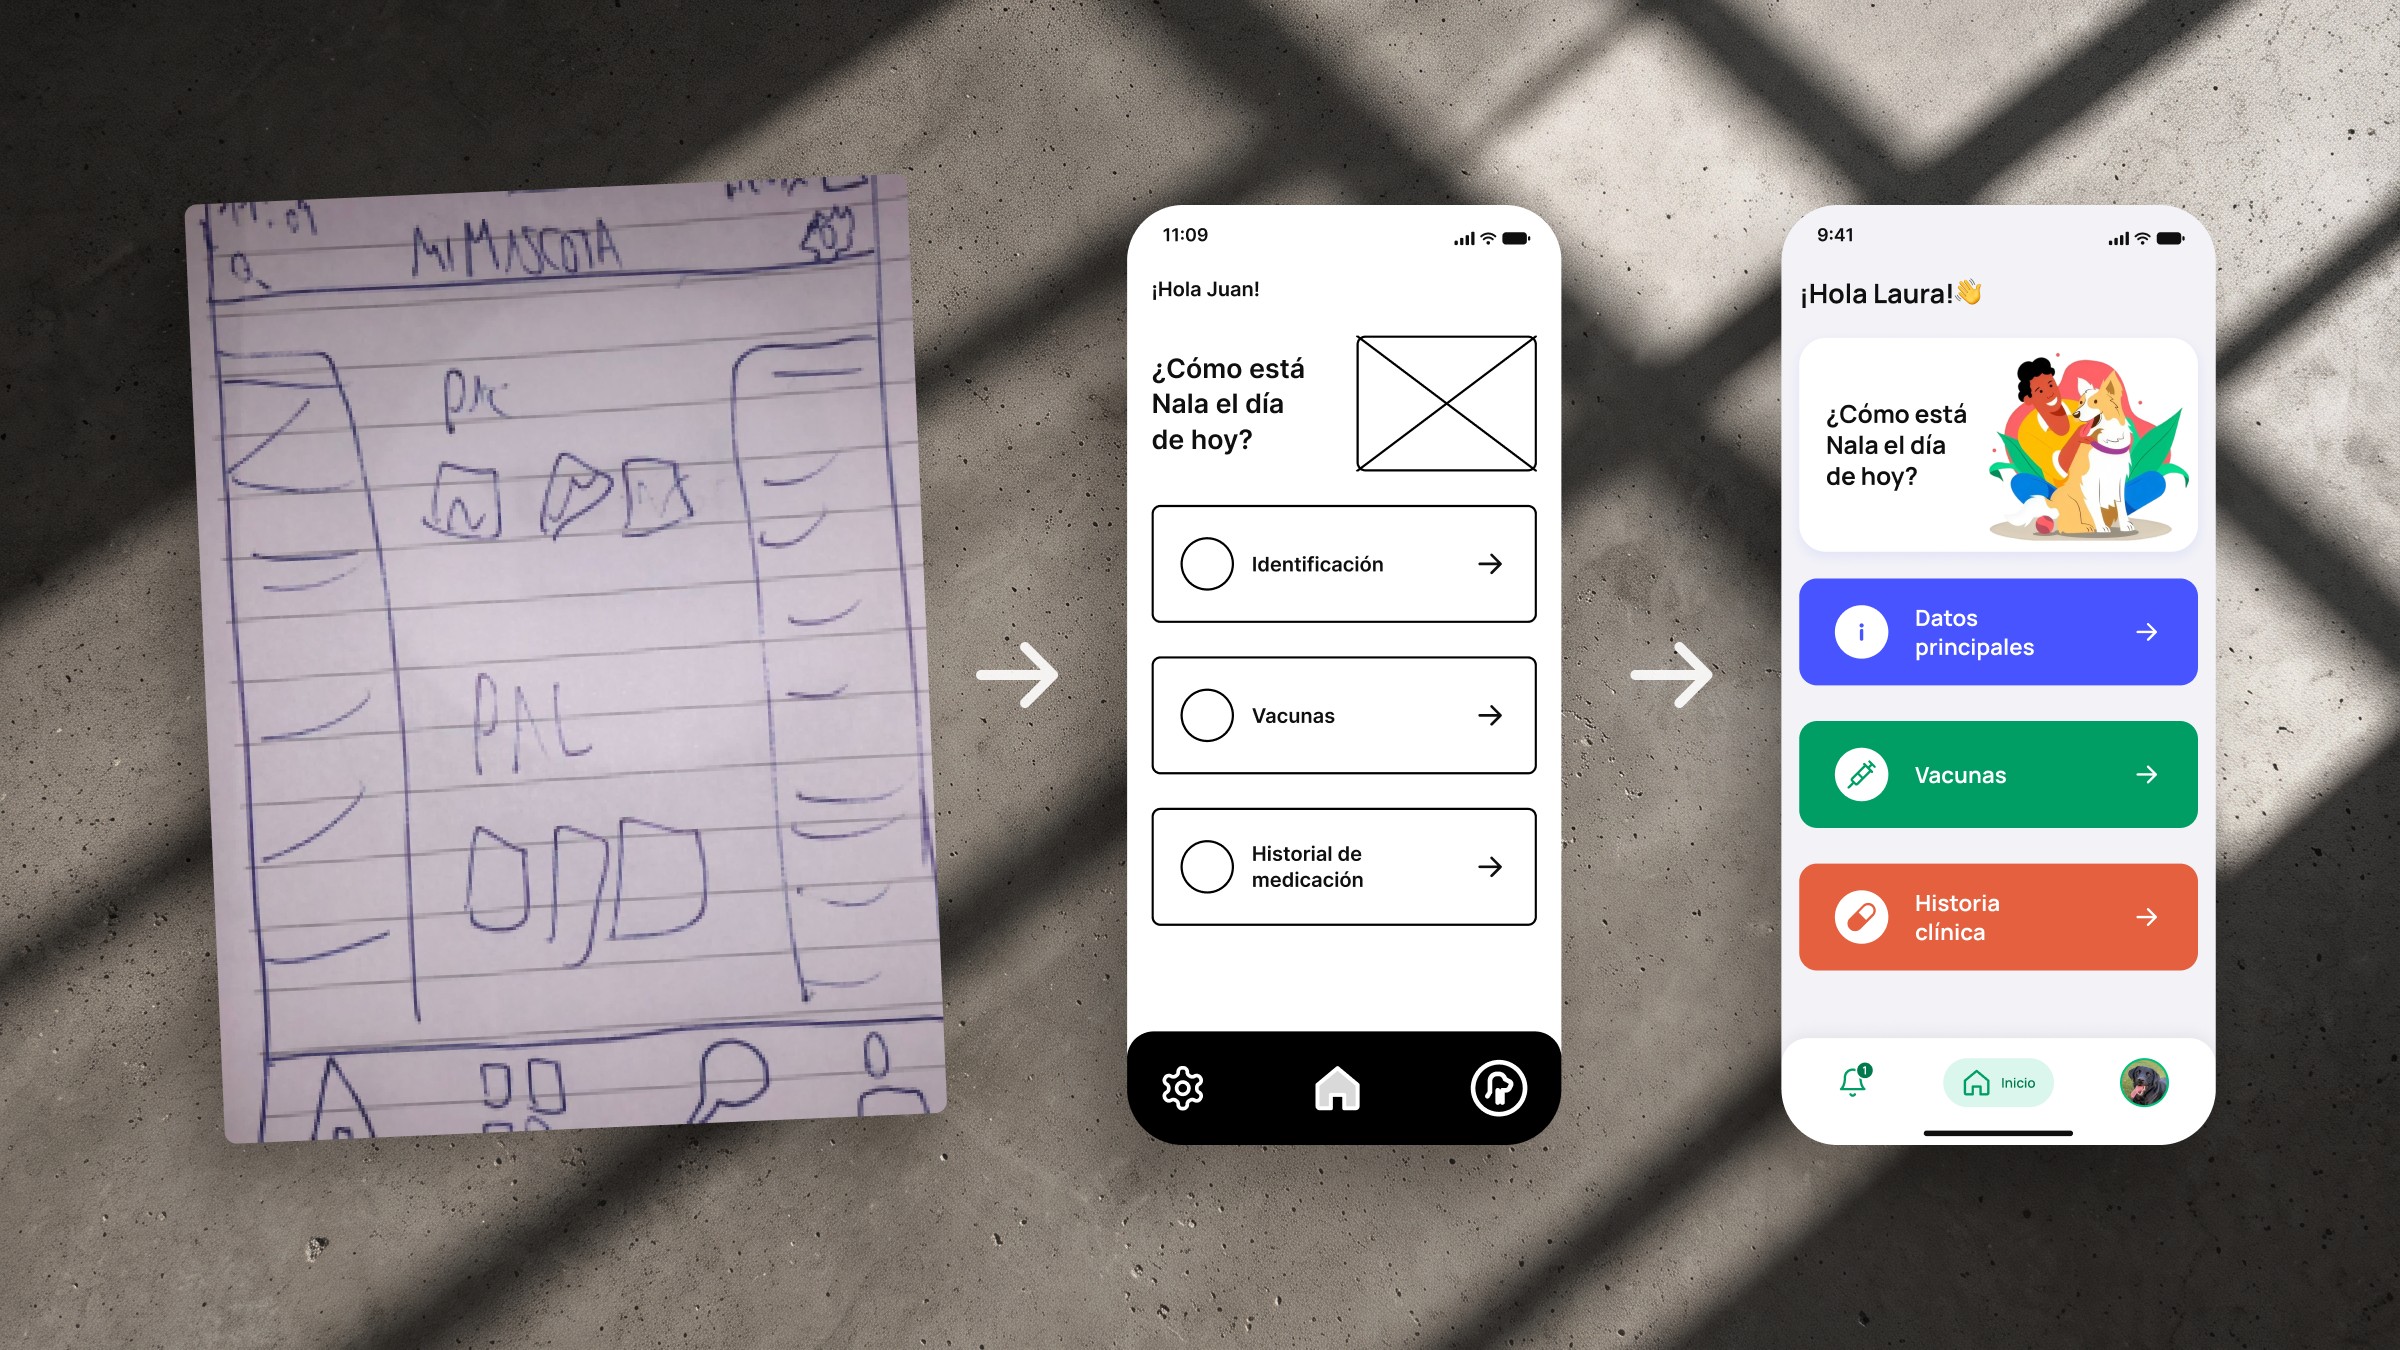 MI MASCOTA
11:09
¡Hola Juan!
¿Cómo está
Nala el día
de hoy?
Identificación
Vacunas
Historial de
medicación
9:41
¡Hola Laura!👋
¿Cómo está
Nala el día
de hoy?
i
Datos
principales
Vacunas
Historia
clínica
1
Inicio